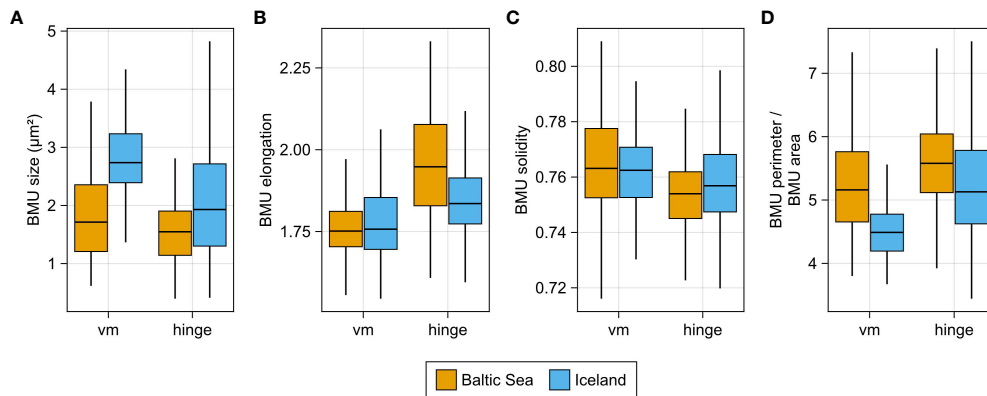 A
BMU size (µm²)
5
4
3
2
1
vm hinge
B
BMU elongation
2.25
2.00
1.75
vm hinge
C
BMU solidity
0.80
0.78
0.76
0.74
0.72
vm hinge
D
BMU perimeter /
BMU area
7
6
5
4
vm hinge
Baltic Sea Iceland